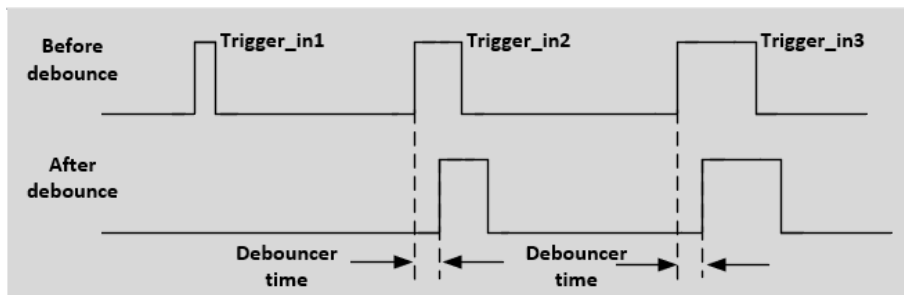 Before
debounce
Trigger_in1
Trigger_in2
Trigger_in3
After
debounce
Debouncer
time
Debouncer
time